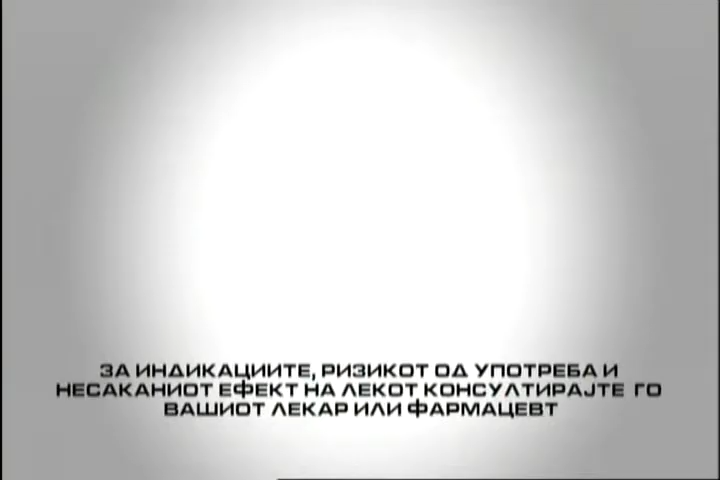 ЗА ИНДИКАЦИИТЕ, РИЗИКОТ ОД УПОТРЕБА И
НЕСАКАНИОТ ЕФЕКТ НА ЛЕКОТ КОНСУЛТИРАЈТЕ ГО
ВАШИОТ ЛЕКАР ИЛИ ФАРМАЦЕВТ